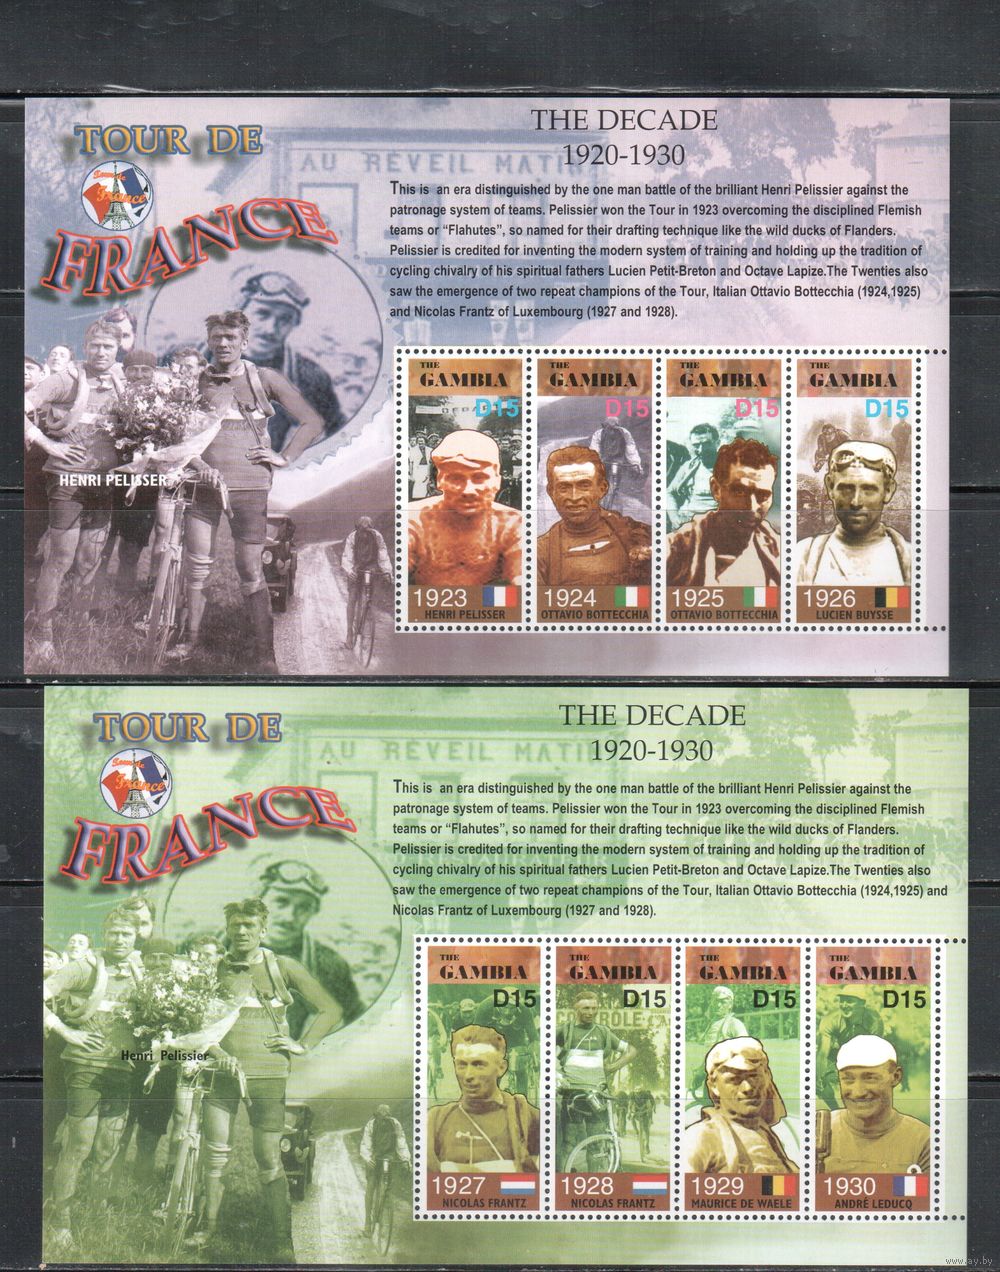 TOUR DE
Tour de
France
FRANCE
AU RÉVEIL MATIN
HENRI PELISSER
THE DECADE
1920-1930
This is an era distinguished by the one man battle of the brilliant Henri Pelissier against the
patronage system of teams. Pelissier won the Tour in 1923 overcoming the disciplined Flemish
teams or “Flahutes”, so named for their drafting technique like the wild ducks of Flanders.
Pelissier is credited for inventing the modern system of training and holding up the tradition of
cycling chivalry of his spiritual fathers Lucien Petit-Breton and Octave Lapize.The Twenties also
saw the emergence of two repeat champions of the Tour, Italian Ottavio Bottecchia (1924,1925)
and Nicolas Frantz of Luxembourg (1927 and 1928).
THE
GAMBIA
D15
1923
HENRI PELISSER
THE
GAMBIA
D15
1924
OTTAVIO BOTTECCHIA
THE
GAMBIA
D15
1925
OTTAVIO BOTTECCHIA
THE
GAMBIA
D15
1926
LUCIEN BUYSSE
TOUR DE
Tour de
France
FRANCE
AU RÉVEIL MATIN
Henri Pelissier
THE DECADE
1920-1930
This is an era distinguished by the one man battle of the brilliant Henri Pelissier against the
patronage system of teams. Pelissier won the Tour in 1923 overcoming the disciplined Flemish
teams or “Flahutes”, so named for their drafting technique like the wild ducks of Flanders.
Pelissier is credited for inventing the modern system of training and holding up the tradition of
cycling chivalry of his spiritual fathers Lucien Petit-Breton and Octave Lapize.The Twenties also
saw the emergence of two repeat champions of the Tour, Italian Ottavio Bottecchia (1924,1925) and
Nicolas Frantz of Luxembourg (1927 and 1928).
THE
GAMBIA
D15
1927
NICOLAS FRANTZ
THE
GAMBIA
D15
CONTROLE
1928
NICOLAS FRANTZ
THE
GAMBIA
D15
1929
MAURICE DE WAELE
THE
GAMBIA
D15
1930
ANDRÉ LEDUCQ
www.ay.by